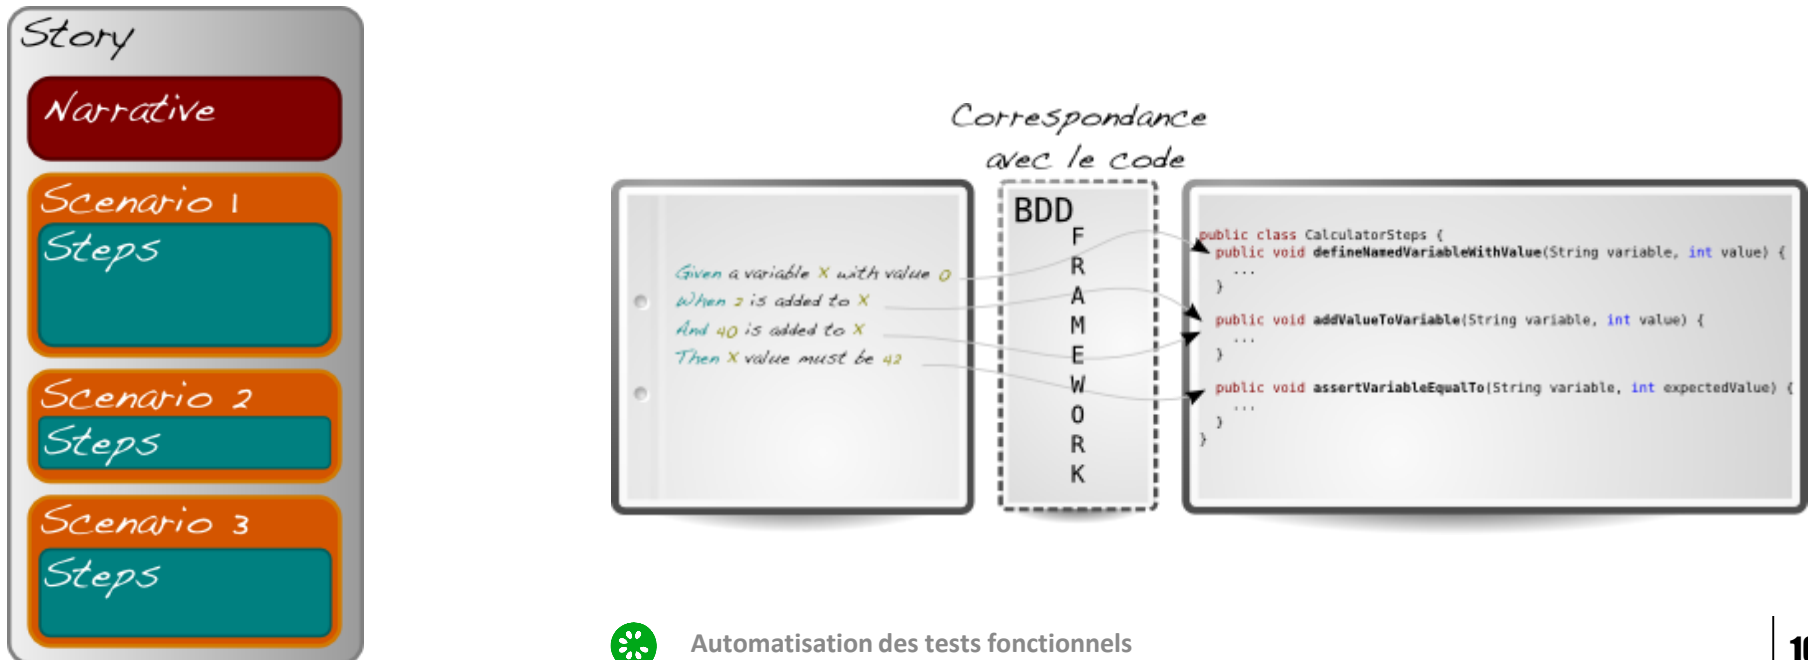 Story
Narrative
Scenario 1
Steps
Scenario 2
Steps
Scenario 3
Steps
Correspondance
avec le code
Given a variable X with value 0
When 2 is added to X
And 40 is added to X
Then X value must be 42
BDD
FRAMEWORK
public class CalculatorSteps {
public void defineNamedVariableWithValue(String variable, int value) {
...
}
public void addValueToVariable(String variable, int value) {
...
}
public void assertVariableEqualTo(String variable, int expectedValue) {
...
}
}
Automatisation des tests fonctionnels